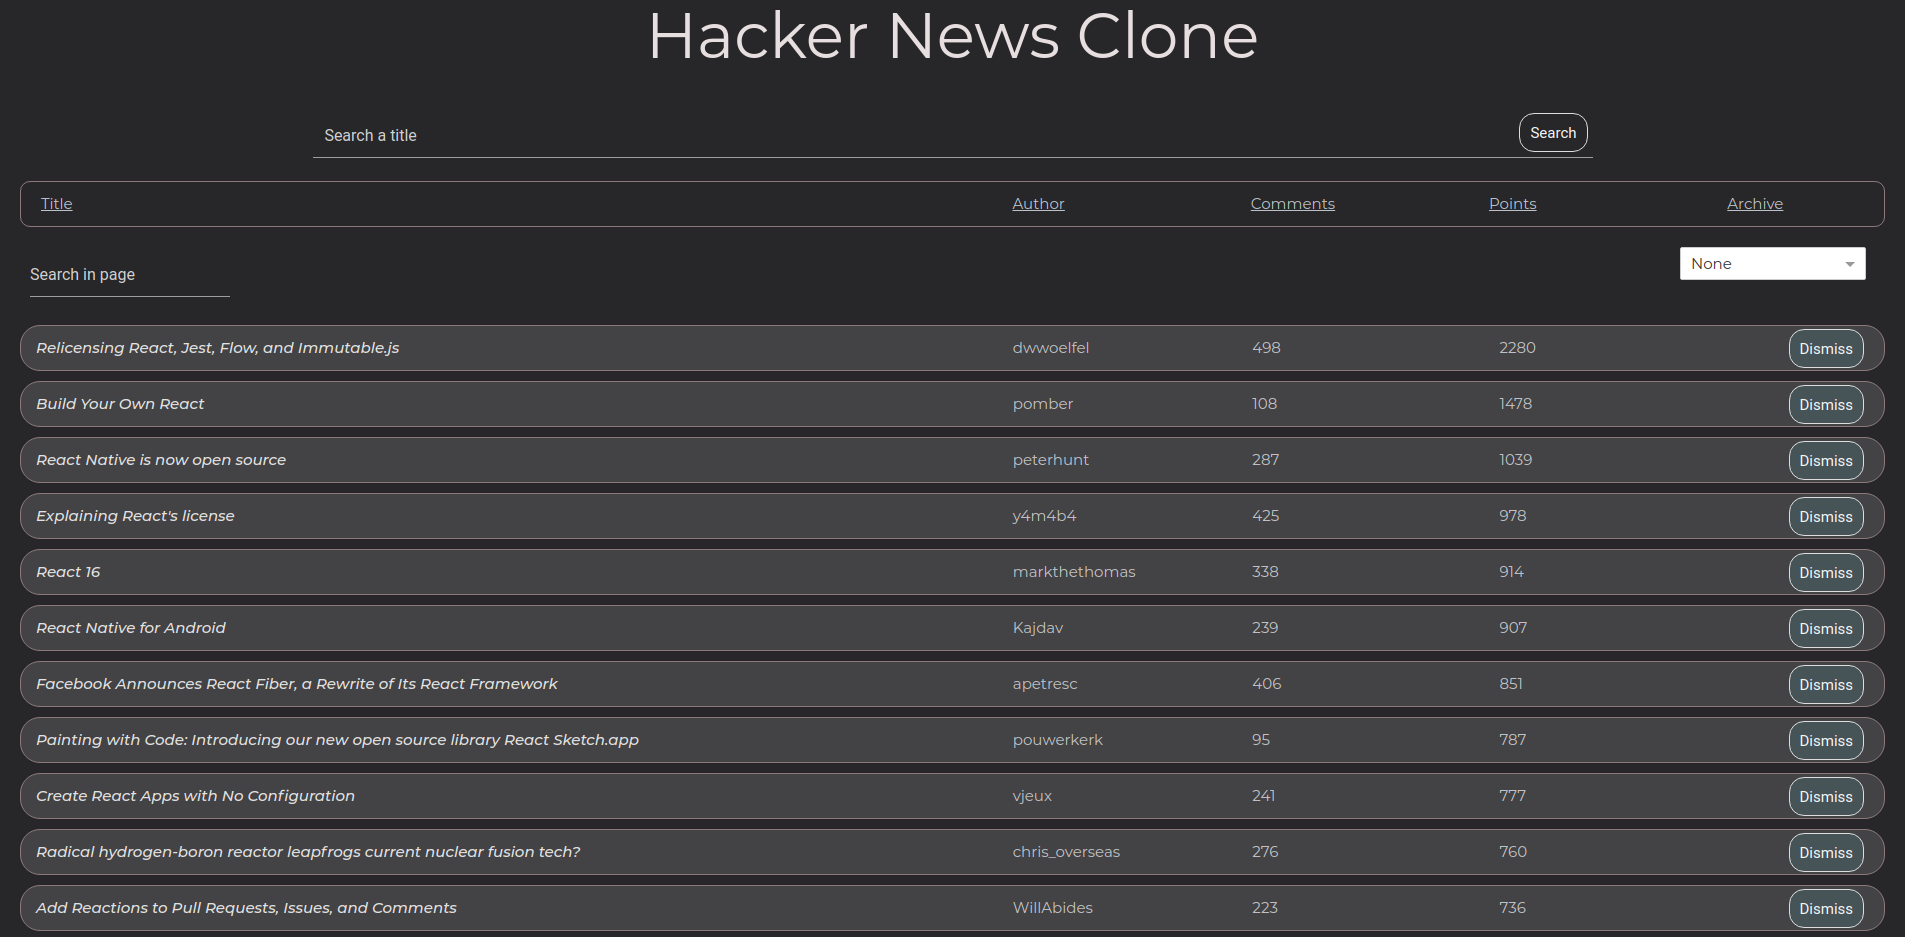 Hacker News Clone
Search a title Search
Title Author Comments Points Archive
None
Search in page
Relicensing React, Jest, Flow, and Immutable.js dwwoelfel 498 2280 Dismiss
Build Your Own React pomber 108 1478 Dismiss
React Native is now open source peterhunt 287 1039 Dismiss
Explaining React's license y4m4b4 425 978 Dismiss
React 16 markthethomas 338 914 Dismiss
React Native for Android Kajdav 239 907 Dismiss
Facebook Announces React Fiber, a Rewrite of Its React Framework apetresc 406 851 Dismiss
Painting with Code: Introducing our new open source library React Sketch.app pouwerkerk 95 787 Dismiss
Create React Apps with No Configuration vjeux 241 777 Dismiss
Radical hydrogen-boron reactor leapfrogs current nuclear fusion tech? chris_overseas 276 760 Dismiss
Add Reactions to Pull Requests, Issues, and Comments WillAbides 223 736 Dismiss